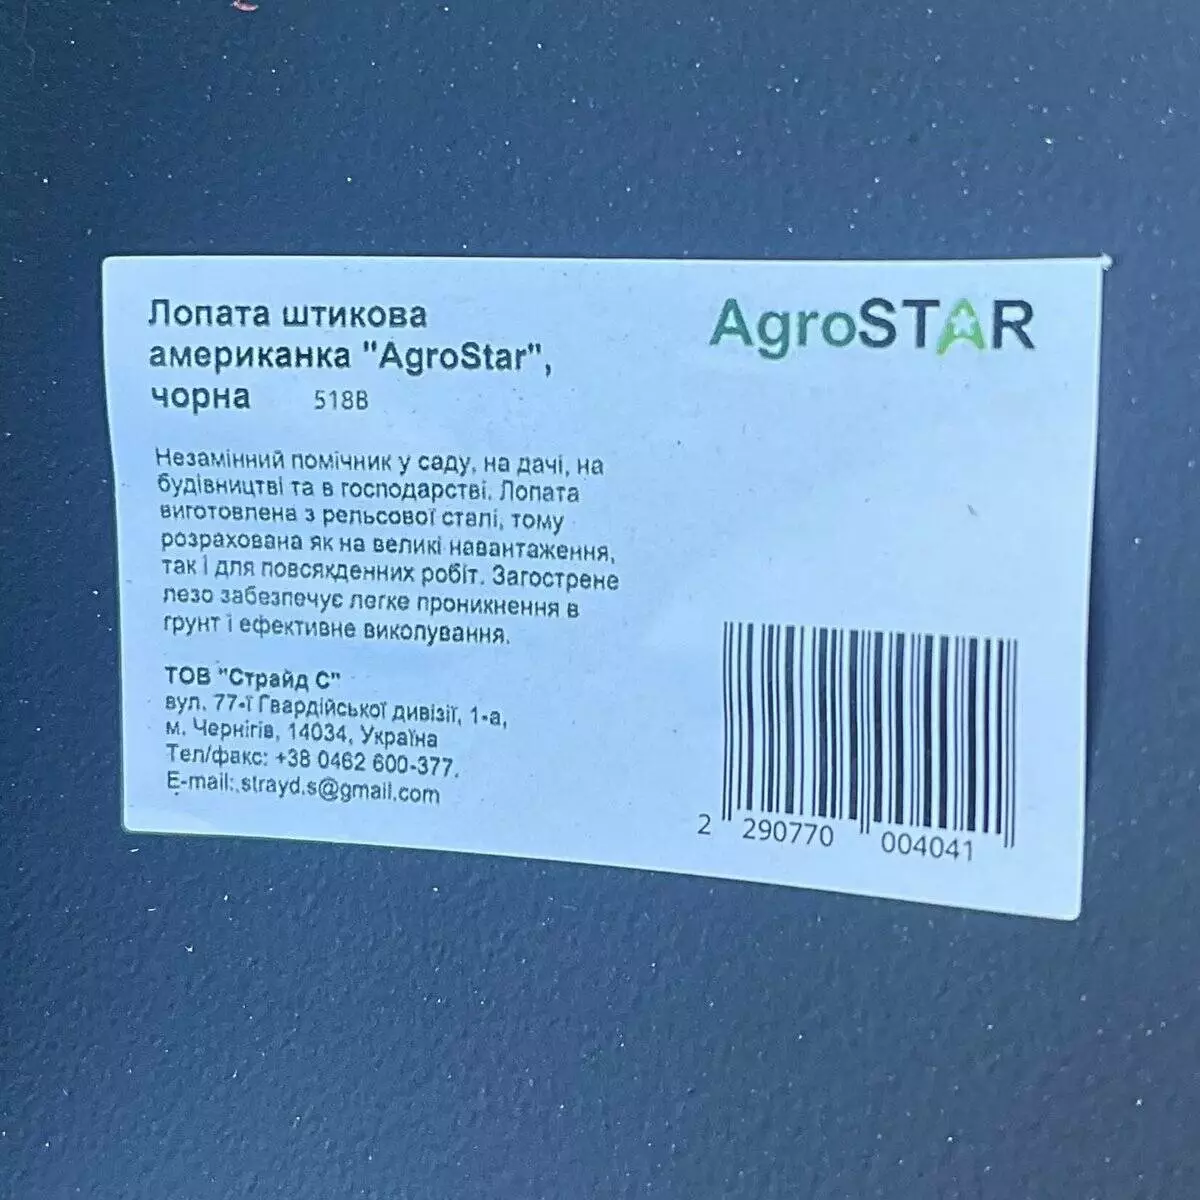 Лопата штикова
американка "AgroStar",
чорна 518B
AgroSTAR
Незамінний помічник у саду, на дачі, на
будівництві та в господарстві. Лопата
виготовлена з рельсової сталі, тому
розрахована як на великі навантаження,
так і для повсякденних робіт. Загострене
лезо забезпечує легке проникнення в
ґрунт і ефективне викопування.
ТОВ "Страйд С"
вул. 77-ї Гвардійської дивізії, 1-а,
м. Чернігів, 14034, Україна
Тел/факс: +38 0462 600-377.
E-mail: strayd.s@gmail.com
2 290770 004041